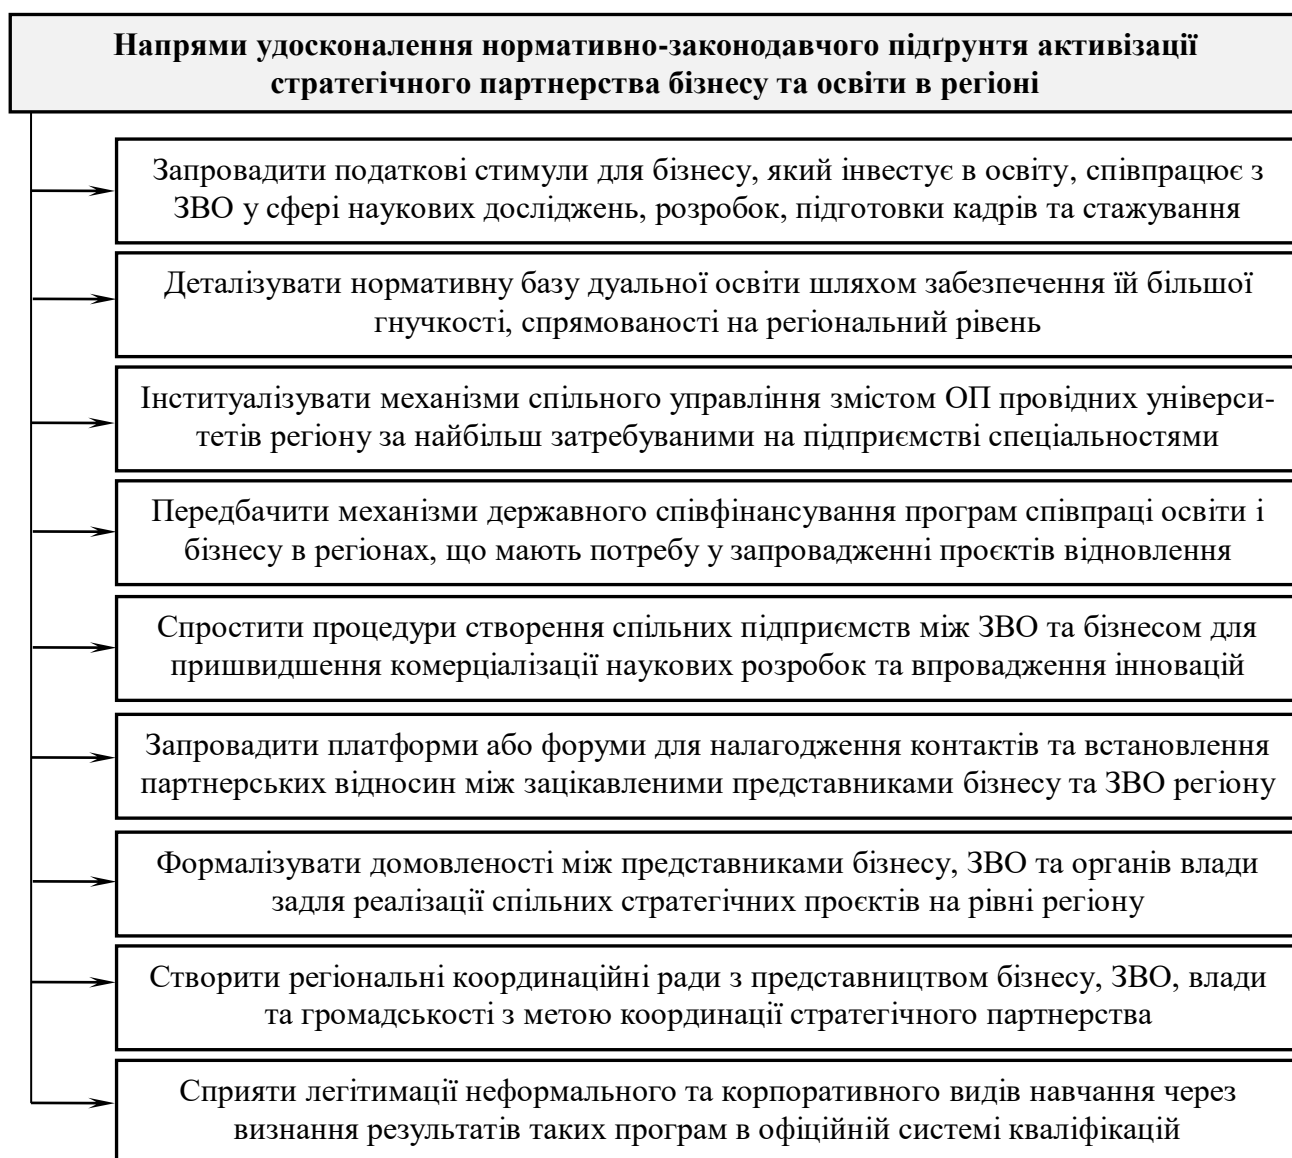 Напрями удосконалення нормативно-законодавчого підґрунтя активізації
стратегічного партнерства бізнесу та освіти в регіоні
Запровадити податкові стимули для бізнесу, який інвестує в освіту, співпрацює з
ЗВО у сфері наукових досліджень, розробок, підготовки кадрів та стажування
Деталізувати нормативну базу дуальної освіти шляхом забезпечення їй більшої
гнучкості, спрямованості на регіональний рівень
Інституалізувати механізми спільного управління змістом ОП провідних універси-
тетів регіону за найбільш затребуваними на підприємстві спеціальностями
Передбачити механізми державного співфінансування програм співпраці освіти і
бізнесу в регіонах, що мають потребу у запровадженні проєктів відновлення
Спростити процедури створення спільних підприємств між ЗВО та бізнесом для
пришвидшення комерціалізації наукових розробок та впровадження інновацій
Запровадити платформи або форуми для налагодження контактів та встановлення
партнерських відносин між зацікавленими представниками бізнесу та ЗВО регіону
Формалізувати домовленості між представниками бізнесу, ЗВО та органів влади
задля реалізації спільних стратегічних проєктів на рівні регіону
Створити регіональні координаційні ради з представництвом бізнесу, ЗВО, влади
та громадськості з метою координації стратегічного партнерства
Сприяти легітимації неформального та корпоративного видів навчання через
визнання результатів таких програм в офіційній системі кваліфікацій